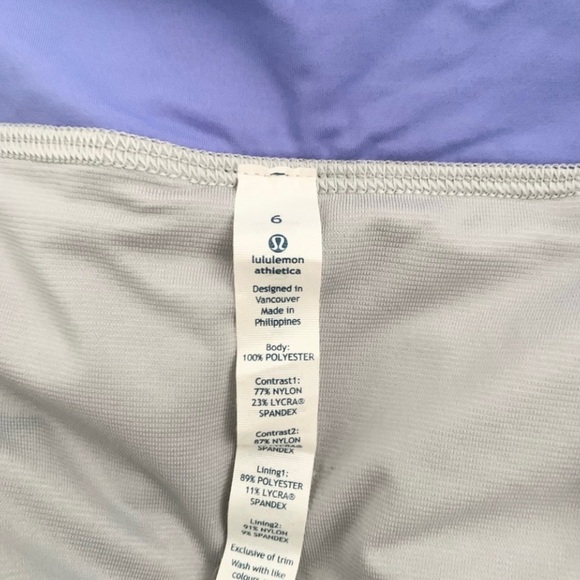 6
lululemon
athletica
Designed in
Vancouver
Made in
Philippines
Body:
100% POLYESTER
Contrast1:
77% NYLON
23% LYCRA®
SPANDEX
Contrast2:
87% NYLON
SPANDEX
Lining1:
89% POLYESTER
11% LYCRA®
SPANDEX
Lining2:
91% NYLON
9% SPANDEX
Exclusive of trim
Wash with like
colours